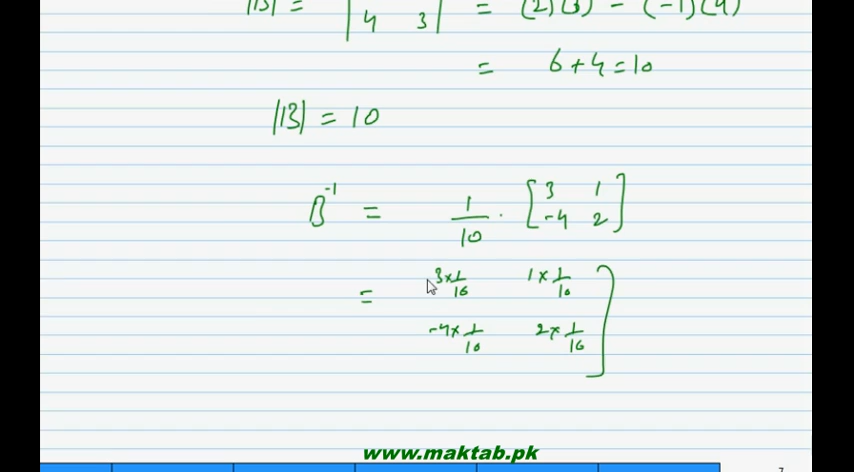 |B| = | 4 3 | = (2)(3) - (-1)(4)
= 6+4=10
|B| = 10
B⁻¹ = 1/10 · [3 1
-4 2]
= 3×1/10 1×1/10 ]
-4×1/10 2×1/10
www.maktab.pk